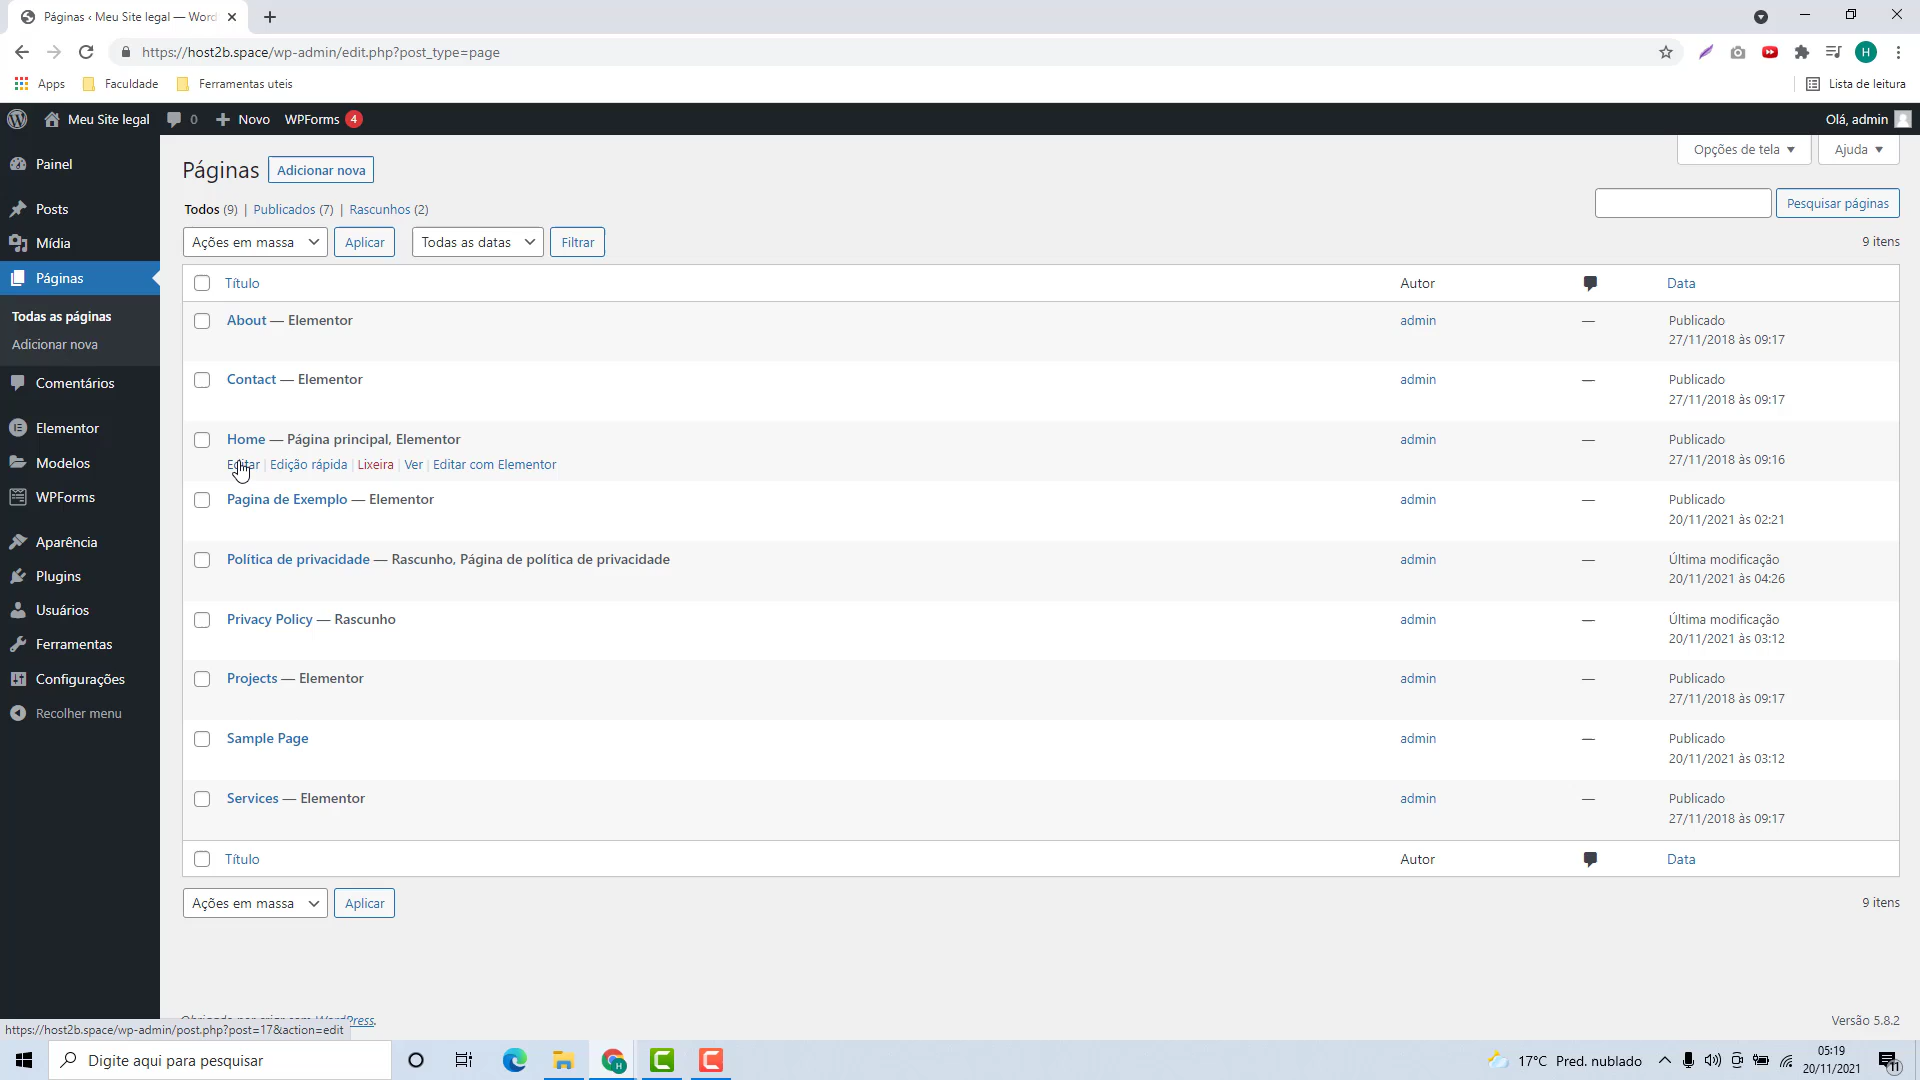 Páginas ‹ Meu Site legal — Word
https://host2b.space/wp-admin/edit.php?post_type=page
H
Apps
Faculdade
Ferramentas uteis
Lista de leitura
Meu Site legal
0
Novo
WPForms 4
Olá, admin
Painel
Posts
Mídia
Páginas
Todas as páginas
Adicionar nova
Comentários
Elementor
Modelos
WPForms
Aparência
Plugins
Usuários
Ferramentas
Configurações
Recolher menu
Opções de tela
Ajuda
Páginas
Adicionar nova
Todos (9) | Publicados (7) | Rascunhos (2)
Pesquisar páginas
Ações em massa
Aplicar
Todas as datas
Filtrar
9 itens
Título Autor Data
About — Elementor admin — Publicado
27/11/2018 às 09:17
Contact — Elementor admin — Publicado
27/11/2018 às 09:17
Home — Página principal, Elementor admin — Publicado
Editar | Edição rápida | Lixeira | Ver | Editar com Elementor 27/11/2018 às 09:16
Pagina de Exemplo — Elementor admin — Publicado
20/11/2021 às 02:21
Política de privacidade — Rascunho, Página de política de privacidade admin — Última modificação
20/11/2021 às 04:26
Privacy Policy — Rascunho admin — Última modificação
20/11/2021 às 03:12
Projects — Elementor admin — Publicado
27/11/2018 às 09:17
Sample Page admin — Publicado
20/11/2021 às 03:12
Services — Elementor admin — Publicado
27/11/2018 às 09:17
Título Autor Data
Ações em massa
Aplicar
9 itens
Obrigado por criar com WordPress.
Versão 5.8.2
https://host2b.space/wp-admin/post.php?post=17&action=edit
Digite aqui para pesquisar
17°C Pred. nublado
05:19
20/11/2021
11